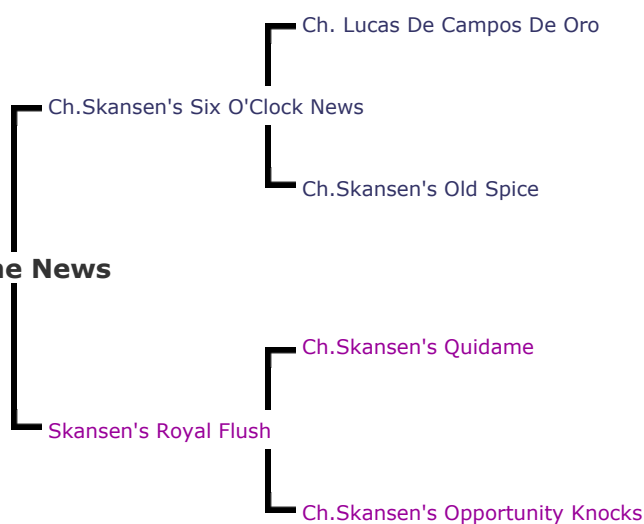 Ch. Lucas De Campos De Oro
Ch.Skansen's Six O'Clock News
Ch.Skansen's Old Spice
News
Ch.Skansen's Quidame
Skansen's Royal Flush
Ch.Skansen's Opportunity Knocks